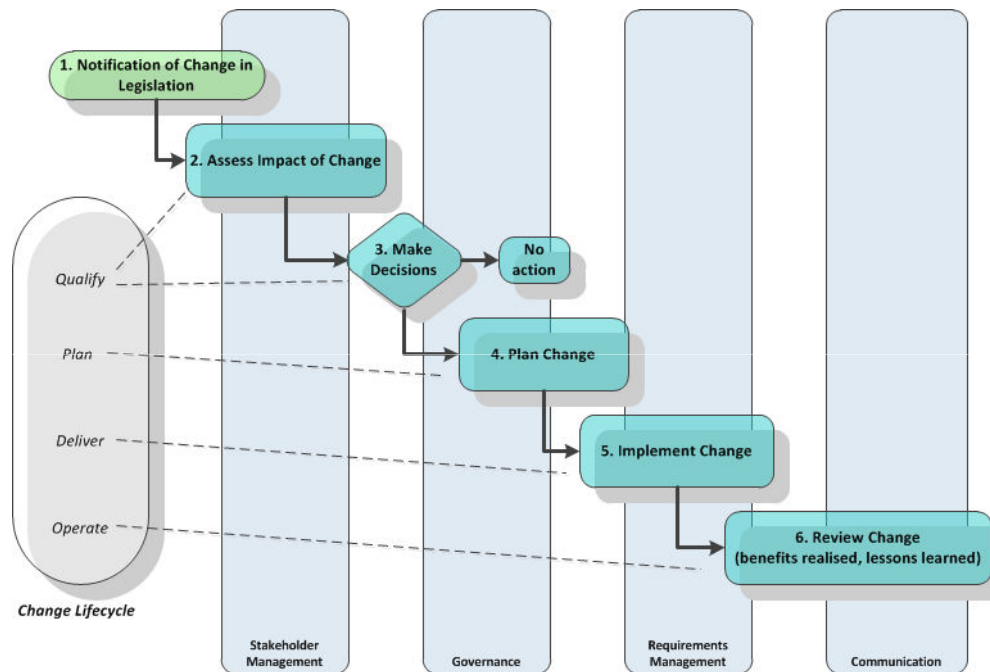 1. Notification of Change in
Legislation
2. Assess Impact of Change
3. Make
Decisions
No
action
Qualify
Plan
4. Plan Change
Deliver
5. Implement Change
Operate
6. Review Change
(benefits realised, lessons learned)
Change Lifecycle
Stakeholder
Management
Governance
Requirements
Management
Communication